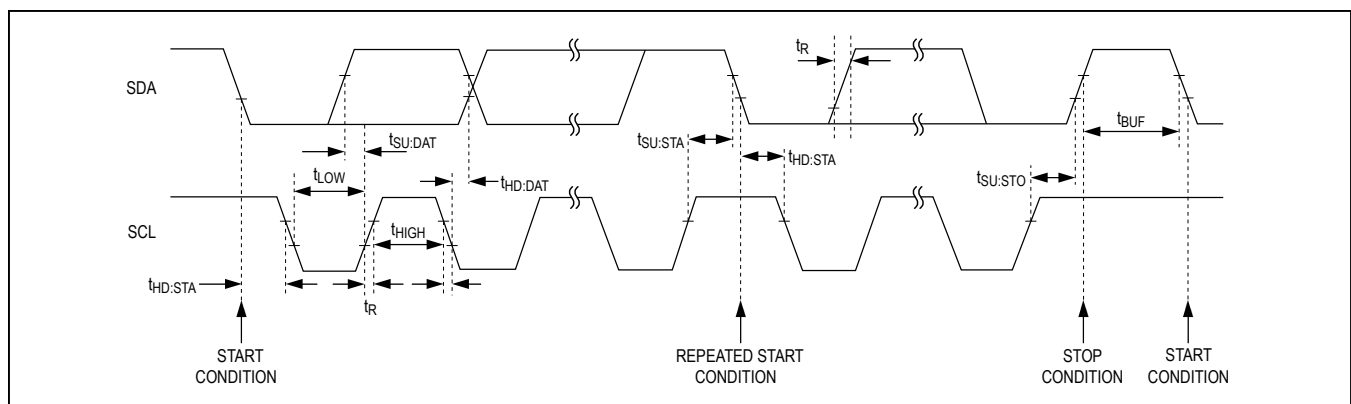 tR
SDA
tSU:DAT
tSU:STA
tHD:STA
tBUF
tLOW
tHD:DAT
tSU:STO
SCL
tHIGH
tHD:STA
tR
START
CONDITION
REPEATED START
CONDITION
STOP
CONDITION
START
CONDITION